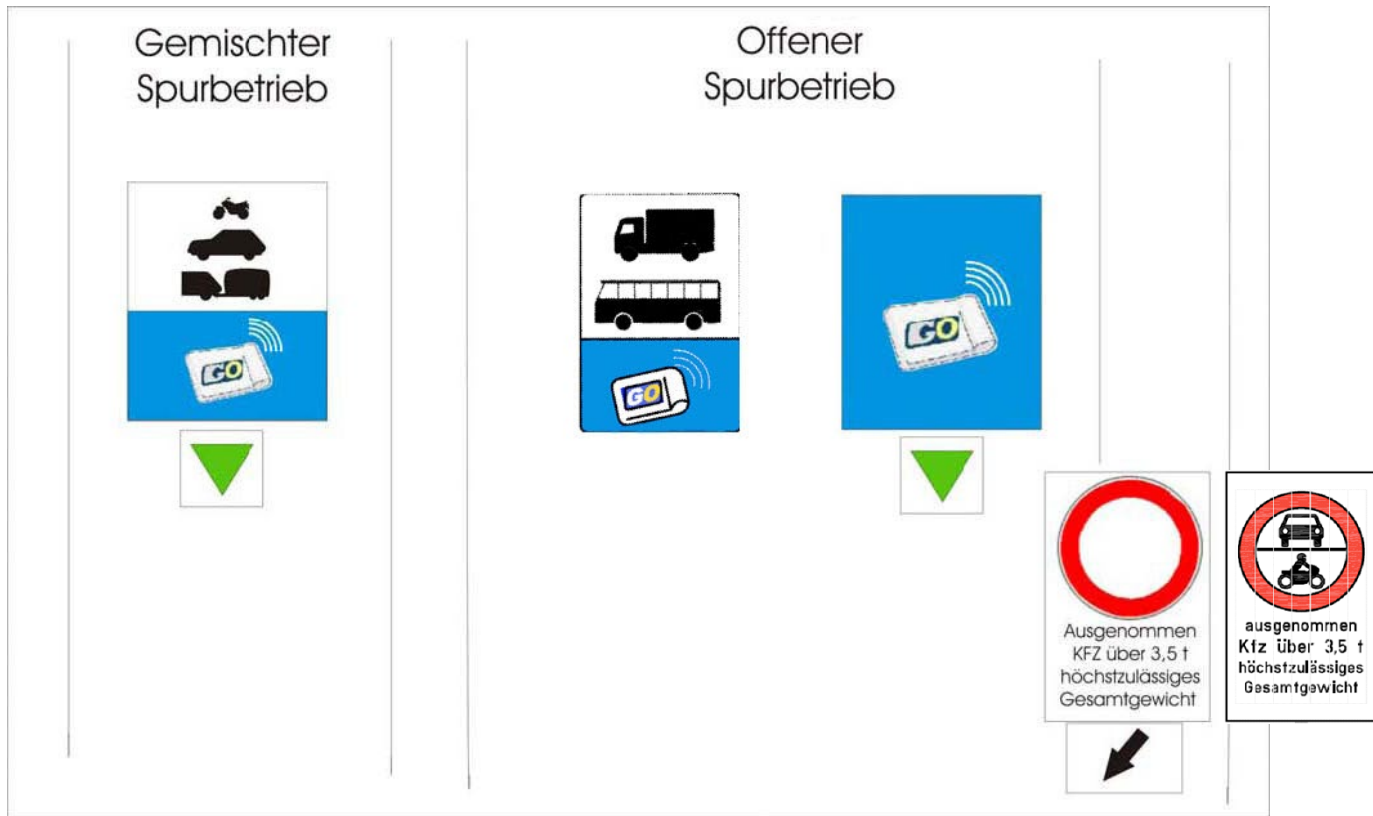 Gemischter
Spurbetrieb
Offener
Spurbetrieb
GO
GO
GO
Ausgenommen
KFZ über 3,5 t
höchstzulässiges
Gesamtgewicht
ausgenommen
Kfz über 3,5 t
höchstzulässiges
Gesamtgewicht